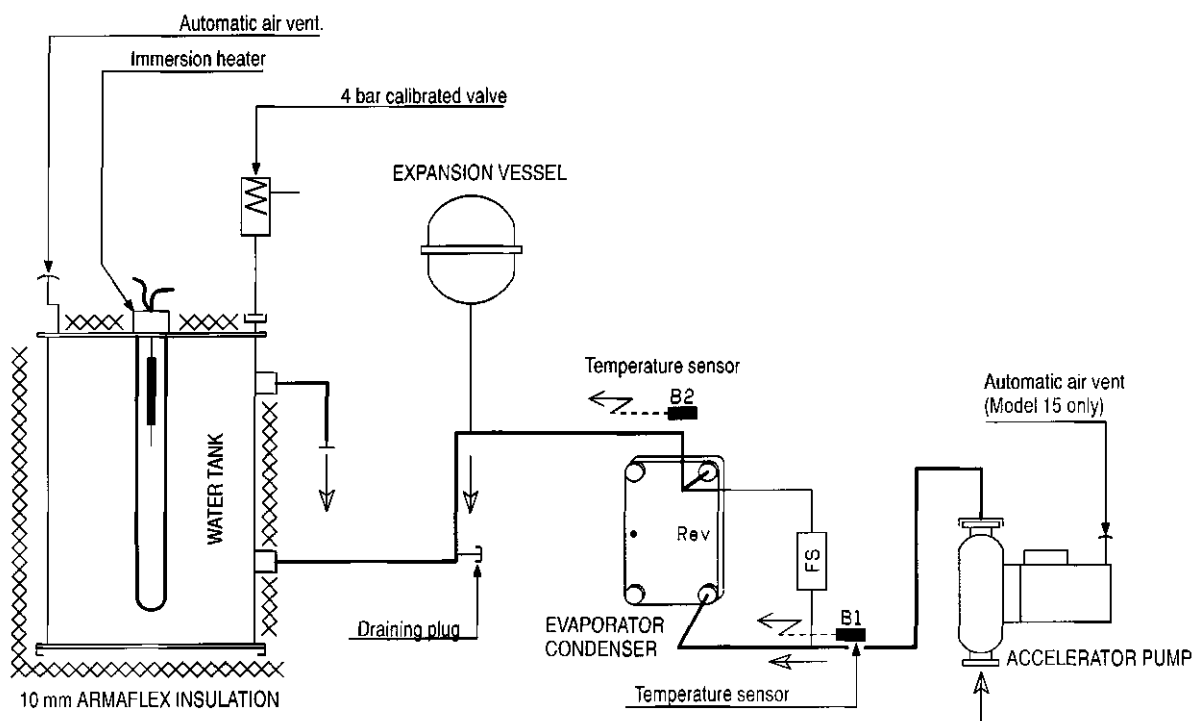 Automatic air vent.
Immersion heater
4 bar calibrated valve
EXPANSION VESSEL
Temperature sensor
B2
Automatic air vent
(Model 15 only)
WATER TANK
Rev
FS
Draining plug
EVAPORATOR
CONDENSER
B1
ACCELERATOR PUMP
10 mm ARMAFLEX INSULATION
Temperature sensor